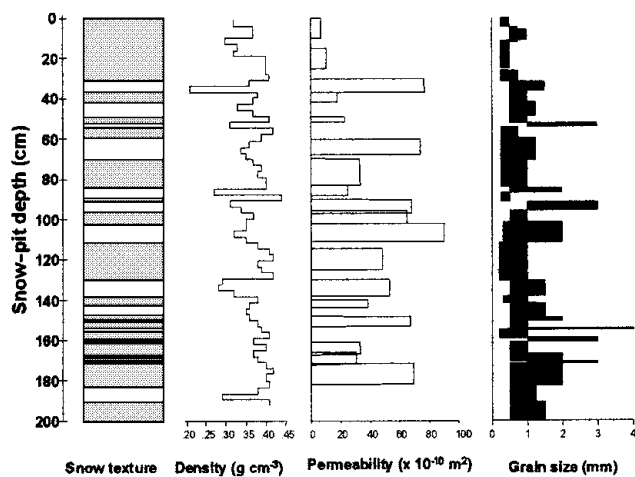 0
20
40
60
80
100
120
140
160
180
200
Snow-pit depth (cm)
.20 .25 .30 .35 .40 .45
0 20 40 60 80 100
0 1 2 3 4
Snow texture Density (g cm-3) Permeability (x 10-10 m2) Grain size (mm)